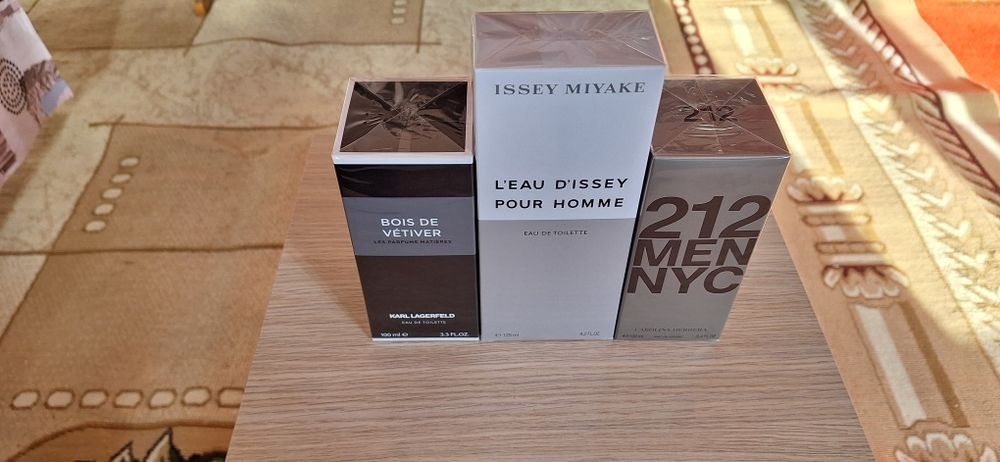 BOIS DE
VÉTIVER
LES PARFUMS MATIÈRES
KARL LAGERFELD
EAU DE TOILETTE
100 ml e 3.3 FL.OZ.
ISSEY MIYAKE
L'EAU D'ISSEY
POUR HOMME
EAU DE TOILETTE
e 125 ml 4.2 FL.OZ.
212
212
MEN
NYC
CAROLINA HERRERA